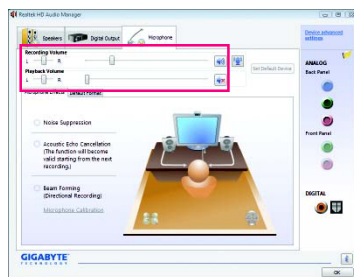 Realtek HD Audio Manager
Speakers
Digital Output
Microphone
Device advanced settings
Recording Volume
L R
Set Default Device
Playback Volume
L R
Microphone Effects
Default Format
ANALOG
Back Panel
Noise Suppression
Acoustic Echo Cancellation
(The function will become
valid starting from the next
recording.)
Front Panel
Beam Forming
(Directional Recording)
Microphone Calibration
DIGITAL
GIGABYTE
TECHNOLOGY
OK